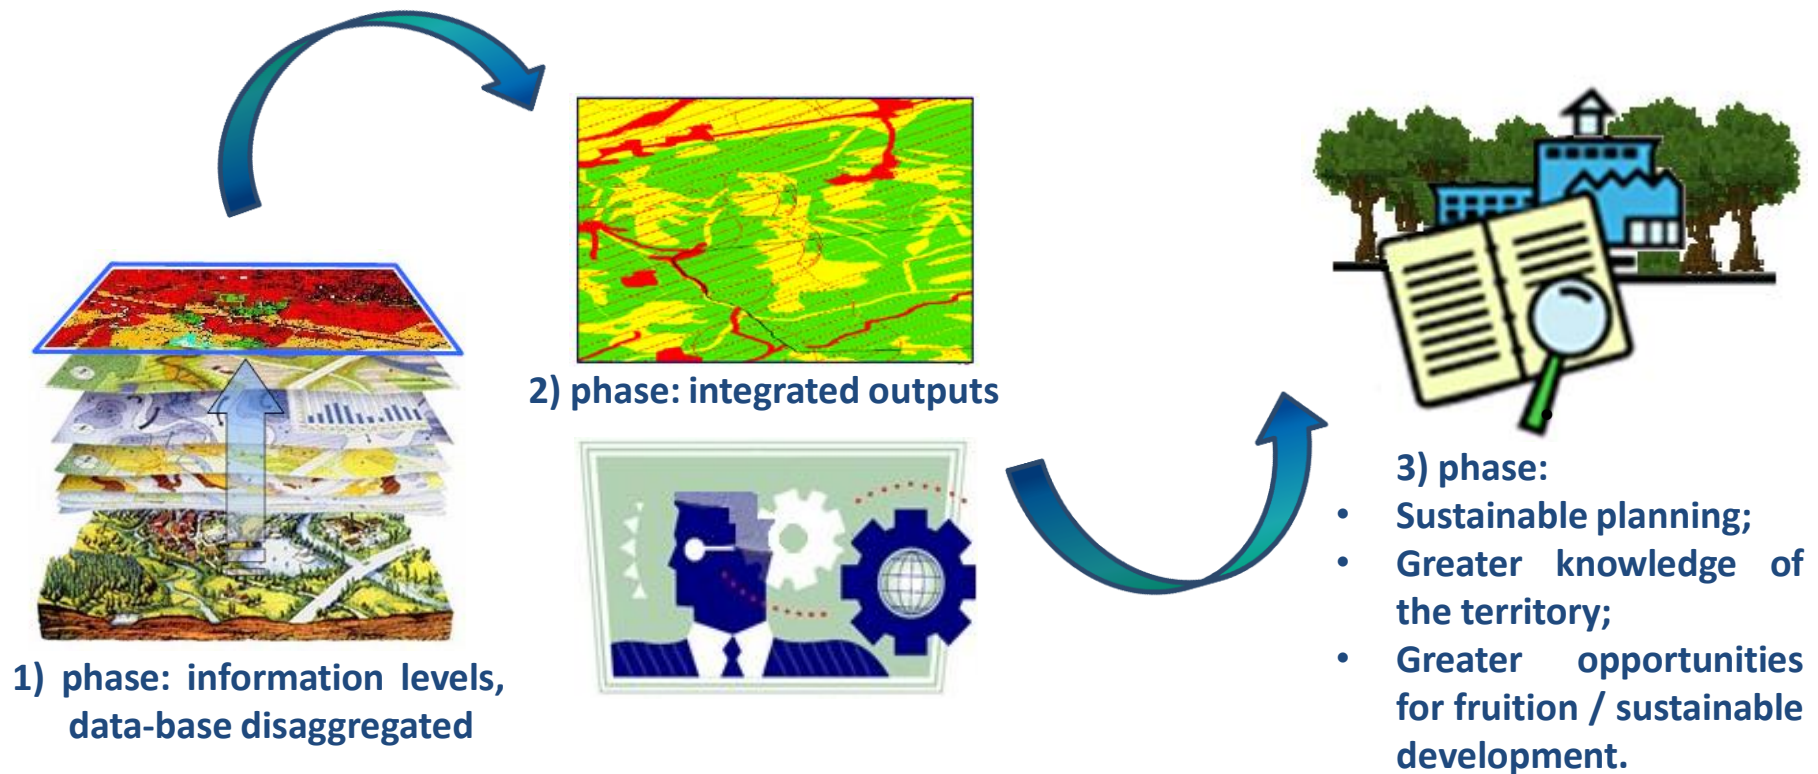 1) phase: information levels,
data-base disaggregated
2) phase: integrated outputs
3) phase:
• Sustainable planning;
• Greater knowledge of
the territory;
• Greater opportunities
for fruition / sustainable
development.